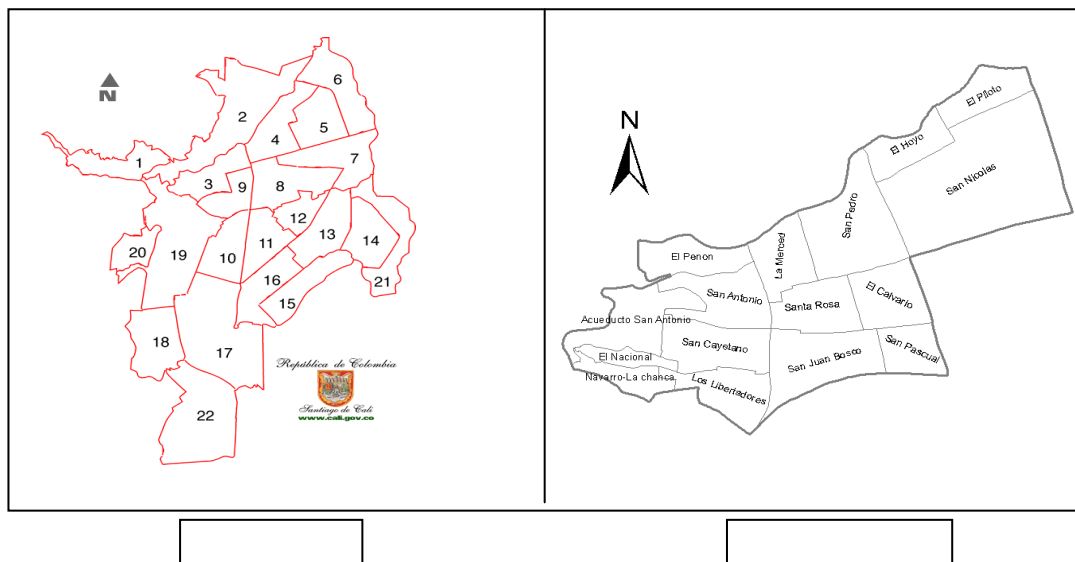 N
6
2
5
4
1
7
3
9
8
12
13
14
20
19
10
11
16
21
15
18
17
22
República de Colombia
Santiago de Cali
www.cali.gov.co
N
El Piloto
El Hoyo
San Nicolas
San Pedro
La Merced
El Penon
San Antonio
Santa Rosa
El Calvario
Acueducto San Antonio
San Cayetano
San Juan Bosco
San Pascual
El Nacional
Navarro-La chanca
Los Libertadores